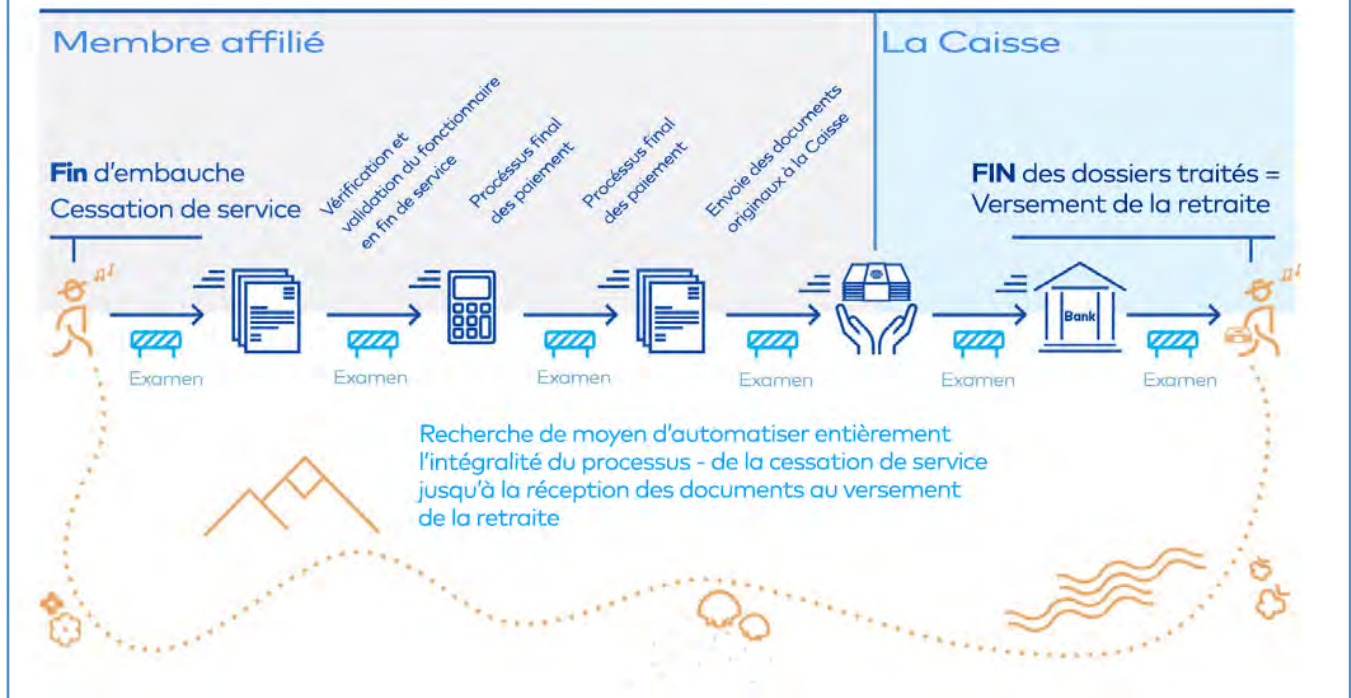 Membre affilié
La Caisse
Fin d'embauche
Cessation de service
Vérification et
validation du fonctionnaire
en fin de service
Procéssus final
des paiement
Procéssus final
des paiement
Envoie des documents
originaux à la Caisse
FIN des dossiers traités =
Versement de la retraite
Bank
Examen
Examen
Examen
Examen
Examen
Examen
Recherche de moyen d'automatiser entièrement
l'intégralité du processus - de la cessation de service
jusqu'à la réception des documents au versement
de la retraite